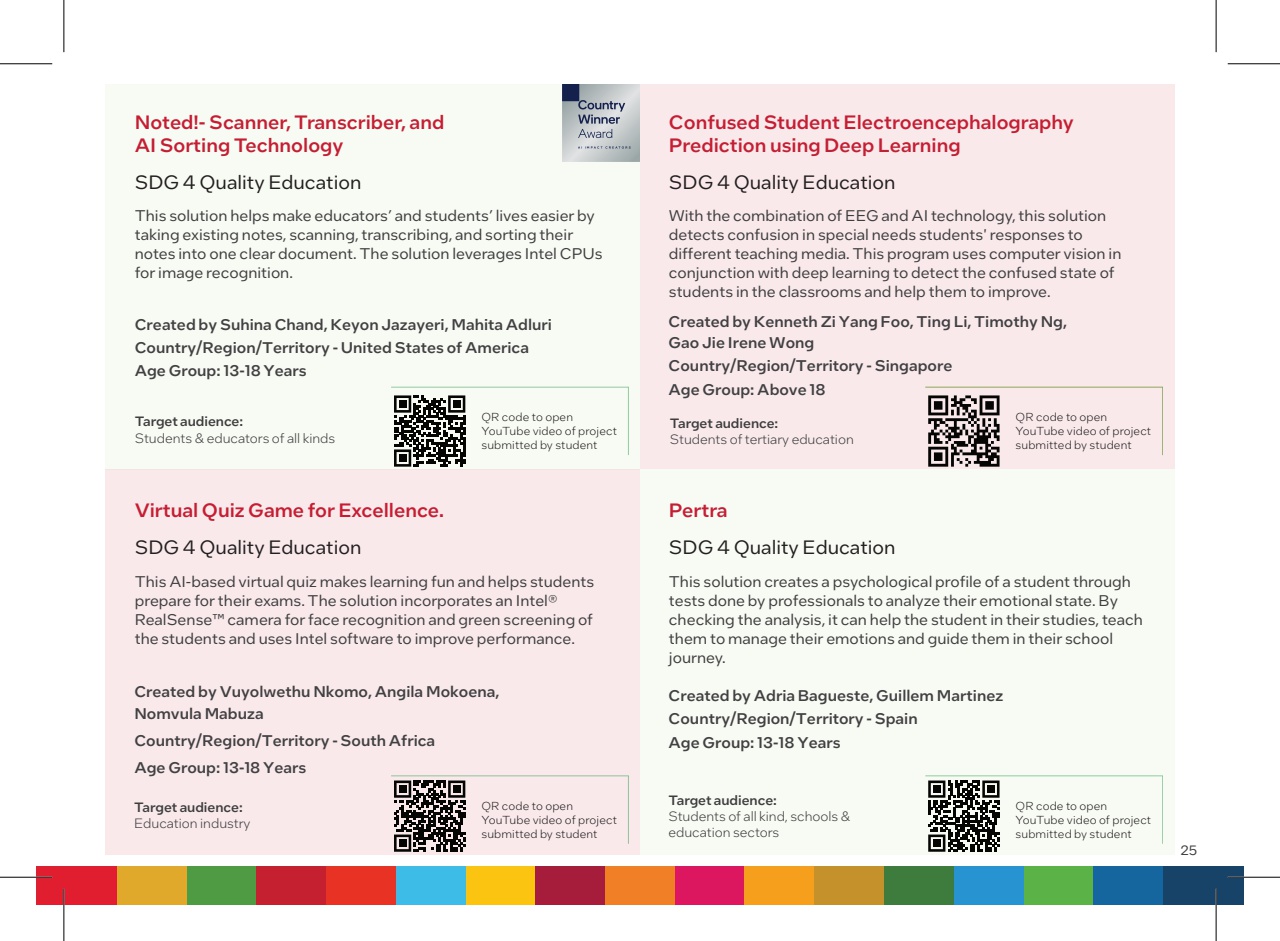 Noted!- Scanner, Transcriber, and
AI Sorting Technology
Country
Winner
Award
AI IMPACT CREATORS
SDG 4 Quality Education
This solution helps make educators’ and students’ lives easier by
taking existing notes, scanning, transcribing, and sorting their
notes into one clear document. The solution leverages Intel CPUs
for image recognition.
Created by Suhina Chand, Keyon Jazayeri, Mahita Adluri
Country/Region/Territory - United States of America
Age Group: 13-18 Years
Target audience:
Students & educators of all kinds
QR code to open
YouTube video of project
submitted by student
Confused Student Electroencephalography
Prediction using Deep Learning
SDG 4 Quality Education
With the combination of EEG and AI technology, this solution
detects confusion in special needs students' responses to
different teaching media. This program uses computer vision in
conjunction with deep learning to detect the confused state of
students in the classrooms and help them to improve.
Created by Kenneth Zi Yang Foo, Ting Li, Timothy Ng,
Gao Jie Irene Wong
Country/Region/Territory - Singapore
Age Group: Above 18
Target audience:
Students of tertiary education
QR code to open
YouTube video of project
submitted by student
Virtual Quiz Game for Excellence.
SDG 4 Quality Education
This AI-based virtual quiz makes learning fun and helps students
prepare for their exams. The solution incorporates an Intel®
RealSense™ camera for face recognition and green screening of
the students and uses Intel software to improve performance.
Created by Vuyolwethu Nkomo, Angila Mokoena,
Nomvula Mabuza
Country/Region/Territory - South Africa
Age Group: 13-18 Years
Target audience:
Education industry
QR code to open
YouTube video of project
submitted by student
Pertra
SDG 4 Quality Education
This solution creates a psychological profile of a student through
tests done by professionals to analyze their emotional state. By
checking the analysis, it can help the student in their studies, teach
them to manage their emotions and guide them in their school
journey.
Created by Adria Bagueste, Guillem Martinez
Country/Region/Territory - Spain
Age Group: 13-18 Years
Target audience:
Students of all kind, schools &
education sectors
QR code to open
YouTube video of project
submitted by student
25